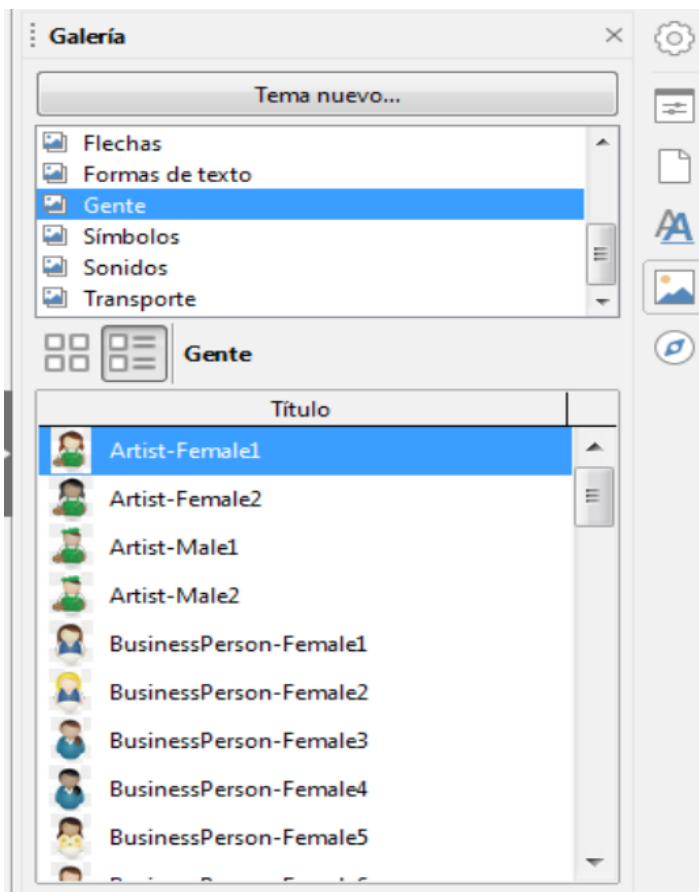 Galería
Tema nuevo...
Flechas
Formas de texto
Gente
Símbolos
Sonidos
Transporte
Gente
Título
Artist-Female1
Artist-Female2
Artist-Male1
Artist-Male2
BusinessPerson-Female1
BusinessPerson-Female2
BusinessPerson-Female3
BusinessPerson-Female4
BusinessPerson-Female5